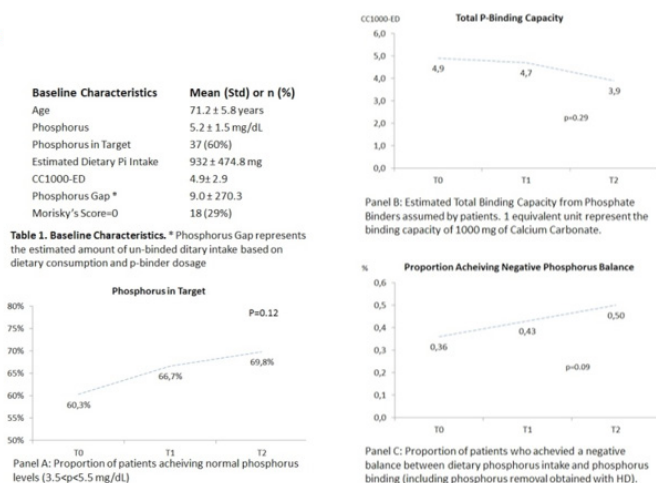 Baseline Characteristics Mean (Std) or n (%)
Age 71.2 ± 5.8 years
Phosphorus 5.2 ± 1.5 mg/dL
Phosphorus in Target 37 (60%)
Estimated Dietary Pi Intake 932 ± 474.8 mg
CC1000-ED 4.9± 2.9
Phosphorus Gap * 9.0 ± 270.3
Morisky's Score=0 18 (29%)
Table 1. Baseline Characteristics. * Phosphorus Gap represents
the estimated amount of un-binded ditary intake based on
dietary consumption and p-binder dosage
Phosphorus in Target
80%
75%
70%
65%
60%
55%
50%
P=0.12
60,3%
66,7%
69,8%
T0 T1 T2
Panel A: Proportion of patients acheiving normal phosphorus
levels (3.5<p<5.5 mg/dL)
CC1000-ED
Total P-Binding Capacity
6,0
5,0
4,0
3,0
2,0
1,0
0,0
4,9
4,7
3,9
p=0.29
T0 T1 T2
Panel B: Estimated Total Binding Capacity from Phosphate
Binders assumed by patients. 1 equivalent unit represent the
binding capacity of 1000 mg of Calcium Carbonate.
%
Proportion Acheiving Negative Phosphorus Balance
0,6
0,5
0,4
0,3
0,2
0,1
0,0
0,36
0,43
0,50
p=0.09
T0 T1 T2
Panel C: Proportion of patients who achevied a negative
balance between dietary phosphorus intake and phosphorus
binding (including phosphorus removal obtained with HD).